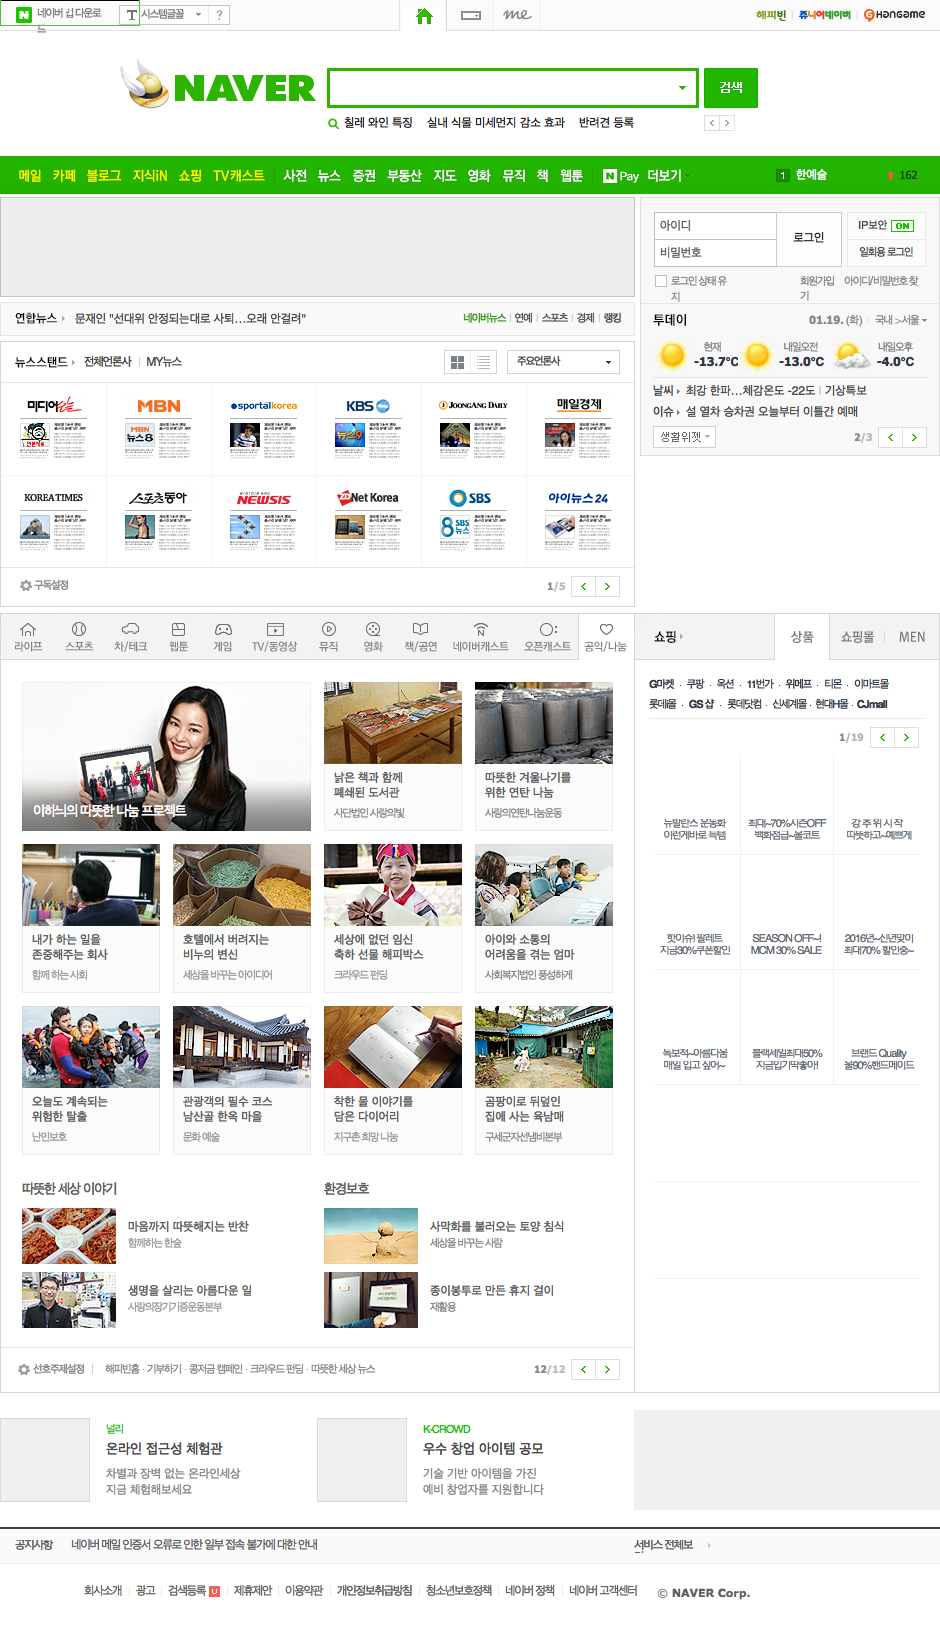 네이버 앱 다운로드
시스템글꼴
?
me
해피빈
쥬니어네이버
HANGAME
NAVER
검색
칠레 와인 특징 실내 식물 미세먼지 감소 효과 반려견 등록
메일 카페 블로그 지식iN 쇼핑 TV캐스트 사전 뉴스 증권 부동산 지도 영화 뮤직 책 웹툰 N Pay 더보기
1 한예슬 162
아이디
비밀번호
로그인
IP보안 ON
일회용 로그인
로그인 상태 유지
회원가입기
아이디/비밀번호 찾
연합뉴스 문재인 "선대위 안정되는대로 사퇴…오래 안걸려"
네이버뉴스 연예 스포츠 경제 랭킹
투데이 01.19. (화) 국내 >서울
현재 -13.7°C
내일오전 -13.0°C
내일오후 -4.0°C
날씨 최강 한파…체감온도 -22도 기상특보
이슈 설 열차 승차권 오늘부터 이틀간 예매
생활위젯 2/3
뉴스스탠드 전체언론사 MY뉴스
주요언론사
미디어오늘 MBN sportalkorea KBS JOONGANG DAILY 매일경제
MBN 뉴스8
뉴스9
KOREA TIMES 스포츠동아 NEWSIS ZDNet Korea SBS 아이뉴스24
8 SBS 뉴스
구독설정 1/5
라이프 스포츠 차/테크 웹툰 게임 TV/동영상 뮤직 영화 책/공연 네이버캐스트 오픈캐스트 공익/나눔
쇼핑 상품 쇼핑몰 MEN
G마켓 · 쿠팡 · 옥션 · 11번가 · 위메프 · 티몬 · 이마트몰
롯데몰 · GS 샵 · 롯데닷컴 · 신세계몰 · 현대H몰 · CJmall
1/19
이하늬의 따뜻한 나눔 프로젝트
낡은 책과 함께
폐쇄된 도서관
사단법인 사랑의빛
따뜻한 겨울나기를
위한 연탄 나눔
사랑의연탄나눔운동
뉴발란스 운동화
이런게바로 득템
최대~70%시즌OFF
백화점급~울코트
강 추 위 시 작
따뜻하고~예쁘게
내가 하는 일을
존중해주는 회사
함께 하는 사회
호텔에서 버려지는
비누의 변신
세상을 바꾸는 아이디어
세상에 없던 임신
축하 선물 해피박스
크라우드 펀딩
아이와 소통의
어려움을 겪는 엄마
사회복지법인 풍성하게
핫이슈! 팔레트
지금30%쿠폰할인
SEASON OFF~!
MCM 30% SALE
2016년~신년맞이
최대70% 할인중~
오늘도 계속되는
위험한 탈출
난민보호
관광객의 필수 코스
남산골 한옥 마을
문화 예술
착한 물 이야기를
담은 다이어리
지구촌 희망 나눔
곰팡이로 뒤덮인
집에 사는 육남매
구세군자선냄비본부
독보적~아름다움
매일 입고 싶어~
블랙세일최대50%
지금입기딱좋아!
브랜드 Quality
울90%핸드메이드
따뜻한 세상 이야기
마음까지 따뜻해지는 반찬
함께하는 한숲
생명을 살리는 아름다운 일
사랑의장기기증운동본부
환경보호
사막화를 불러오는 토양 침식
세상을 바꾸는 사람
종이봉투로 만든 휴지 걸이
재활용
선호주제설정 해피빈홈 · 기부하기 · 콩저금 캠페인 · 크라우드 펀딩 · 따뜻한 세상 뉴스 12/12
널리
온라인 접근성 체험관
차별과 장벽 없는 온라인세상
지금 체험해보세요
K-CROWD
우수 창업 아이템 공모
기술 기반 아이템을 가진
예비 창업자를 지원합니다
공지사항 네이버 메일 인증서 오류로 인한 일부 접속 불가에 대한 안내
서비스 전체보기
회사소개 광고 검색등록 제휴제안 이용약관 개인정보취급방침 청소년보호정책 네이버 정책 네이버 고객센터 © NAVER Corp.